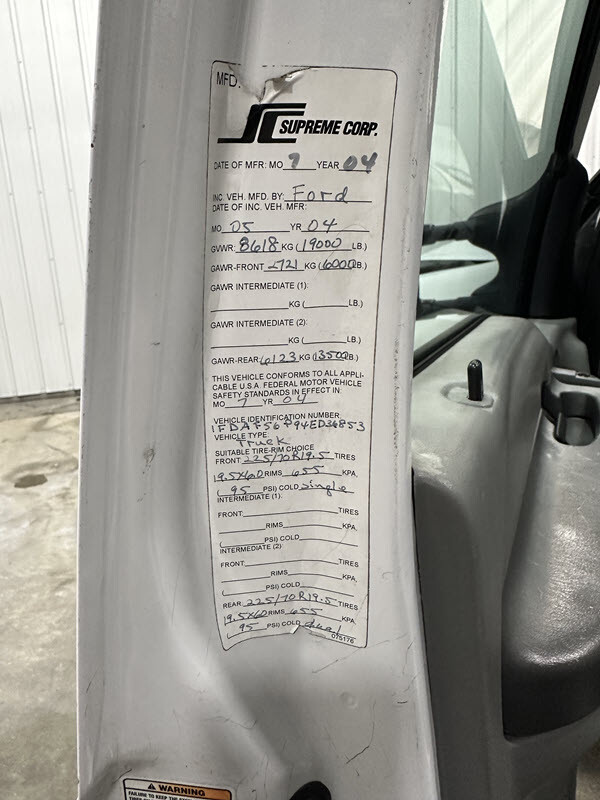 MFD.
SUPREME CORP.
DATE OF MFR: MO 7 YEAR 04
INC. VEH. MFD. BY: Ford
DATE OF INC. VEH. MFR:
MO 05 YR 04
GVWR: 8618 KG (19000 LB.)
GAWR-FRONT 2721 KG (6000LB.)
GAWR INTERMEDIATE (1):
KG ( LB.)
GAWR INTERMEDIATE (2):
KG ( LB.)
GAWR-REAR 6123 KG (13500LB.)
THIS VEHICLE CONFORMS TO ALL APPLI-
CABLE U.S.A. FEDERAL MOTOR VEHICLE
SAFETY STANDARDS IN EFFECT IN:
MO 7 YR 04
VEHICLE IDENTIFICATION NUMBER:
VEHICLE TYPE:
Truck
SUITABLE TIRE-RIM CHOICE
FRONT 225/70R19.5 TIRES
19.5X6.0 RIMS 655 KPA,
( 95 PSI) COLD single
INTERMEDIATE (1):
FRONT: TIRES
RIMS KPA.
( PSI) COLD
INTERMEDIATE (2)
FRONT: TIRES
RIMS KPA.
( PSI) COLD
REAR 225/70R19.5 TIRES
19.5X6.0 RIMS 655 KPA
( 95 PSI) COLD dual
075176
WARNING